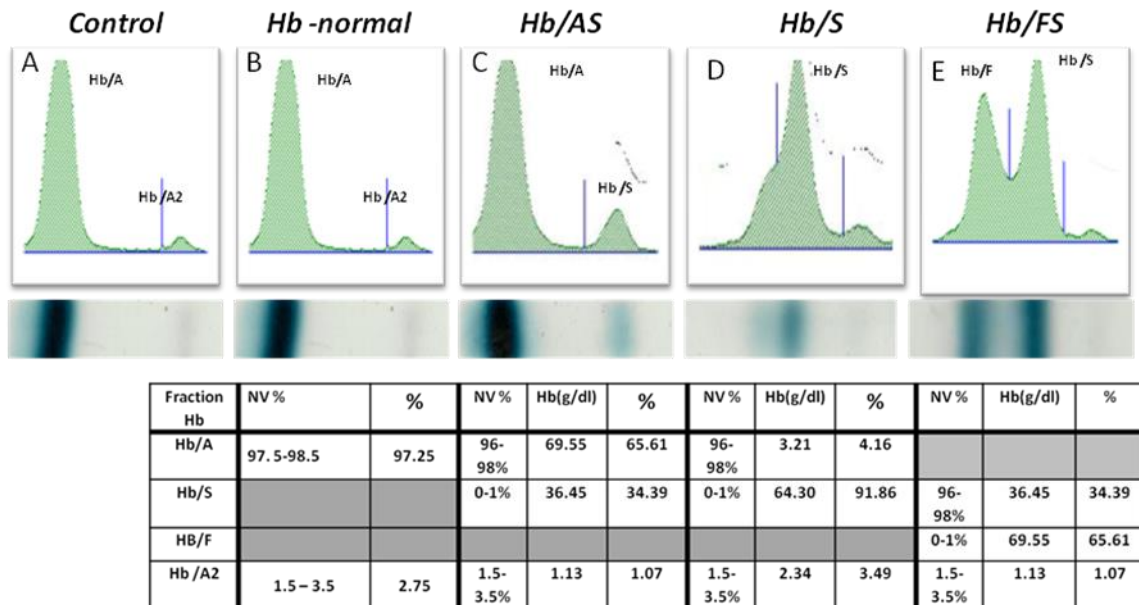 Control Hb -normal Hb/AS Hb/S Hb/FS
A Hb/A Hb/A2
B Hb/A Hb/A2
C Hb/A Hb/S
D Hb/S
E Hb/F Hb/S
Fraction Hb NV % % NV % Hb(g/dl) % NV % Hb(g/dl) % NV % Hb(g/dl) %
Hb/A 97. 5-98.5 97.25 96-98% 69.55 65.61 96-98% 3.21 4.16
Hb/S 0-1% 36.45 34.39 0-1% 64.30 91.86 96-98% 36.45 34.39
HB/F 0-1% 69.55 65.61
Hb /A2 1.5 – 3.5 2.75 1.5-3.5% 1.13 1.07 1.5-3.5% 2.34 3.49 1.5-3.5% 1.13 1.07